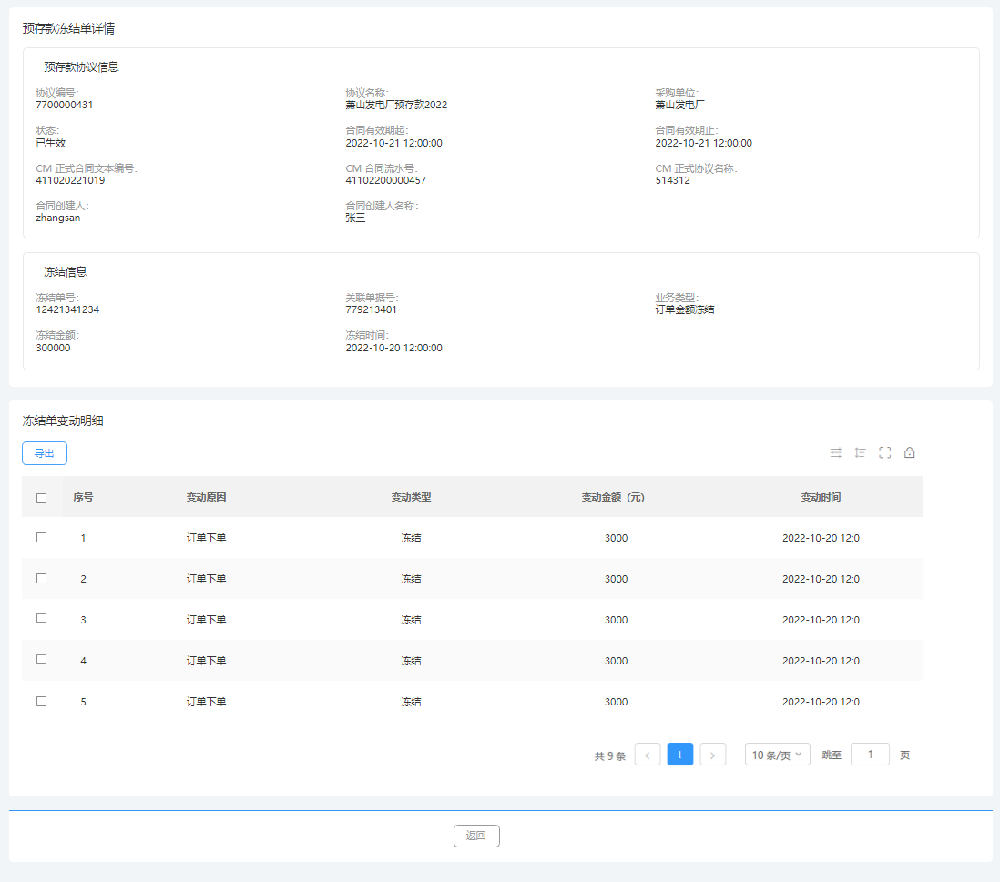 预存款冻结单详情
预存款协议信息
协议编号: 协议名称: 采购单位:
7700000431 萧山发电厂预存款2022 萧山发电厂
状态: 合同有效期起: 合同有效期止:
已生效 2022-10-21 12:00:00 2022-10-21 12:00:00
CM 正式合同文本编号: CM 合同流水号: CM 正式协议名称:
411020221019 41102200000457 514312
合同创建人: 合同创建人名称:
zhangsan 张三
冻结信息
冻结单号: 关联单据号: 业务类型:
12421341234 779213401 订单金额冻结
冻结金额: 冻结时间:
300000 2022-10-20 12:00:00
冻结单变动明细
导出
序号 变动原因 变动类型 变动金额（元） 变动时间
1 订单下单 冻结 3000 2022-10-20 12:0
2 订单下单 冻结 3000 2022-10-20 12:0
3 订单下单 冻结 3000 2022-10-20 12:0
4 订单下单 冻结 3000 2022-10-20 12:0
5 订单下单 冻结 3000 2022-10-20 12:0
共 9 条 < 1 > 10 条/页 跳至 1 页
返回